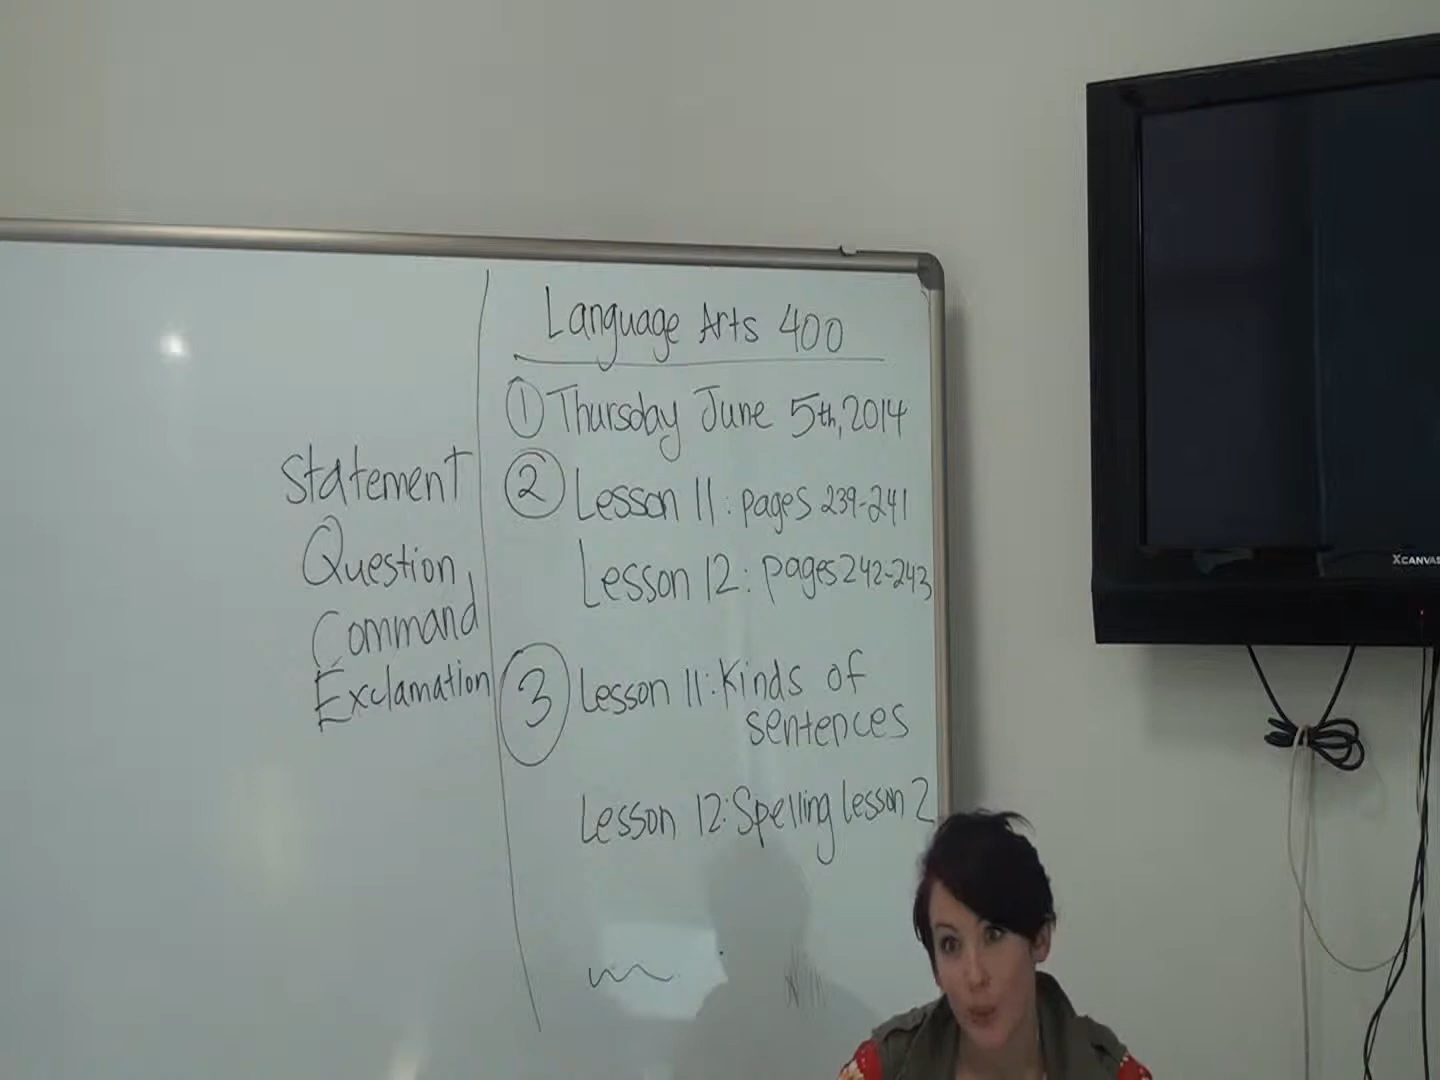 Language Arts 400
① Thursday June 5th, 2014
② Lesson 11: pages 239-241
Lesson 12: pages 242-243
③ Lesson 11: Kinds of
sentences
Lesson 12: Spelling lesson 2
Statement
Question
Command
Exclamation
XCANVAS